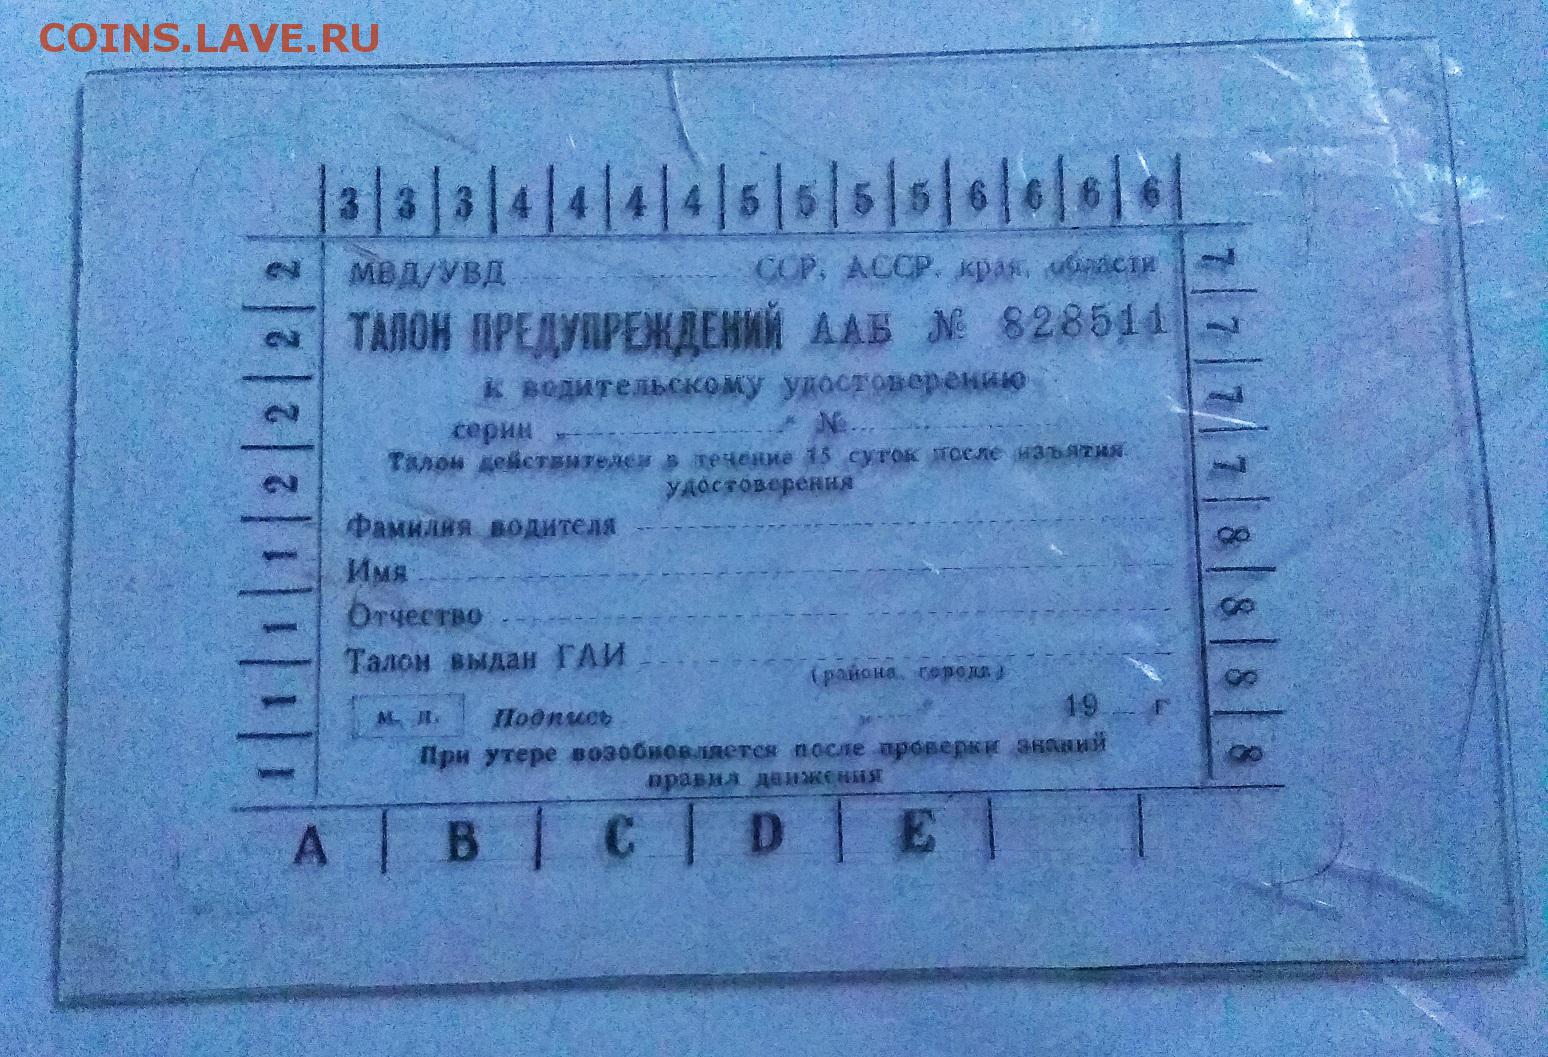 COINS.LAVE.RU
3 3 3 4 4 4 4 5 5 5 5 6 6 6 6
2 2 2 2 1 1 1 1
МВД/УВД ССР, АССР, края, области
ТАЛОН ПРЕДУПРЕЖДЕНИЙ ААБ № 828511
к водительскому удостоверению
серии „ " №
Талон действителен в течение 15 суток после изъятия
удостоверения
Фамилия водителя
Имя
Отчество
Талон выдан ГАИ
(района, города)
м. п. Подпись „ " 19 г
При утере возобновляется после проверки знаний
правил движения
7 7 7 7 8 8 8 8
A B C D E